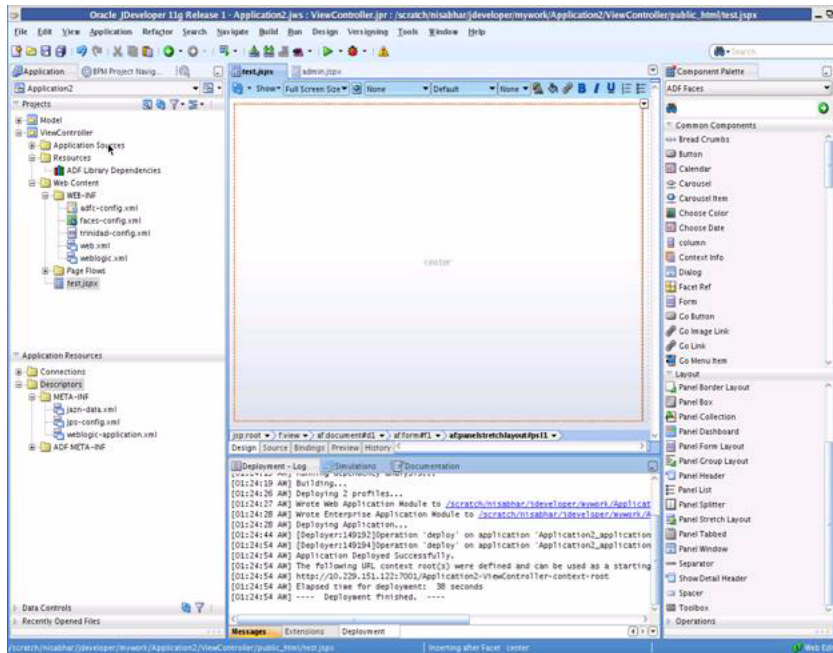 Oracle JDeveloper 11g Release 1 - Application2.jws : ViewController.jpr : /scratch/nisabhar/jdeveloper/mywork/Application2/ViewController/public_html/test.jspx
File Edit View Application Refactor Search Navigate Build Run Design Versioning Tools Window Help
Search
Application
BPM Project Navig...
Application2
Projects
Model
ViewController
Application Sources
Resources
ADF Library Dependencies
Web Content
WEB-INF
adfc-config.xml
faces-config.xml
trinidad-config.xml
web.xml
weblogic.xml
Page Flows
test.jspx
Application Resources
Connections
Descriptors
META-INF
jazn-data.xml
jps-config.xml
weblogic-application.xml
ADF META-INF
Data Controls
Recently Opened Files
test.jspx admin.jspx
Show Full Screen Size None Default None B I U
center
jsp:root f:view af:document#d1 af:form#f1 af:panelstretchlayout#psl1
Design Source Bindings Preview History
Deployment - Log Simulations Documentation
[01:24:19 AM] Running dependency analysis...
[01:24:19 AM] Building...
[01:24:26 AM] Deploying 2 profiles...
[01:24:27 AM] Wrote Web Application Module to /scratch/nisabhar/jdeveloper/mywork/Applicat
[01:24:28 AM] Wrote Enterprise Application Module to /scratch/nisabhar/jdeveloper/mywork/A
[01:24:28 AM] Deploying Application...
[01:24:44 AM] [Deployer:149192]Operation 'deploy' on application 'Application2_application
[01:24:54 AM] [Deployer:149194]Operation 'deploy' on application 'Application2_application
[01:24:54 AM] Application Deployed Successfully.
[01:24:54 AM] The following URL context root(s) were defined and can be used as a starting
[01:24:54 AM] http://10.229.151.122:7001/Application2-ViewController-context-root
[01:24:54 AM] Elapsed time for deployment: 38 seconds
[01:24:54 AM] ---- Deployment finished. ----
Messages Extensions Deployment
Component Palette
ADF Faces
Common Components
Bread Crumbs
Button
Calendar
Carousel
Carousel Item
Choose Color
Choose Date
column
Context Info
Dialog
Facet Ref
Form
Go Button
Go Image Link
Go Link
Go Menu Item
Layout
Panel Border Layout
Panel Box
Panel Collection
Panel Dashboard
Panel Form Layout
Panel Group Layout
Panel Header
Panel List
Panel Splitter
Panel Stretch Layout
Panel Tabbed
Panel Window
Separator
Show Detail Header
Spacer
Toolbox
Operations
/scratch/nisabhar/jdeveloper/mywork/Application2/ViewController/public_html/test.jspx
Inserting after Facet center
Web Edi